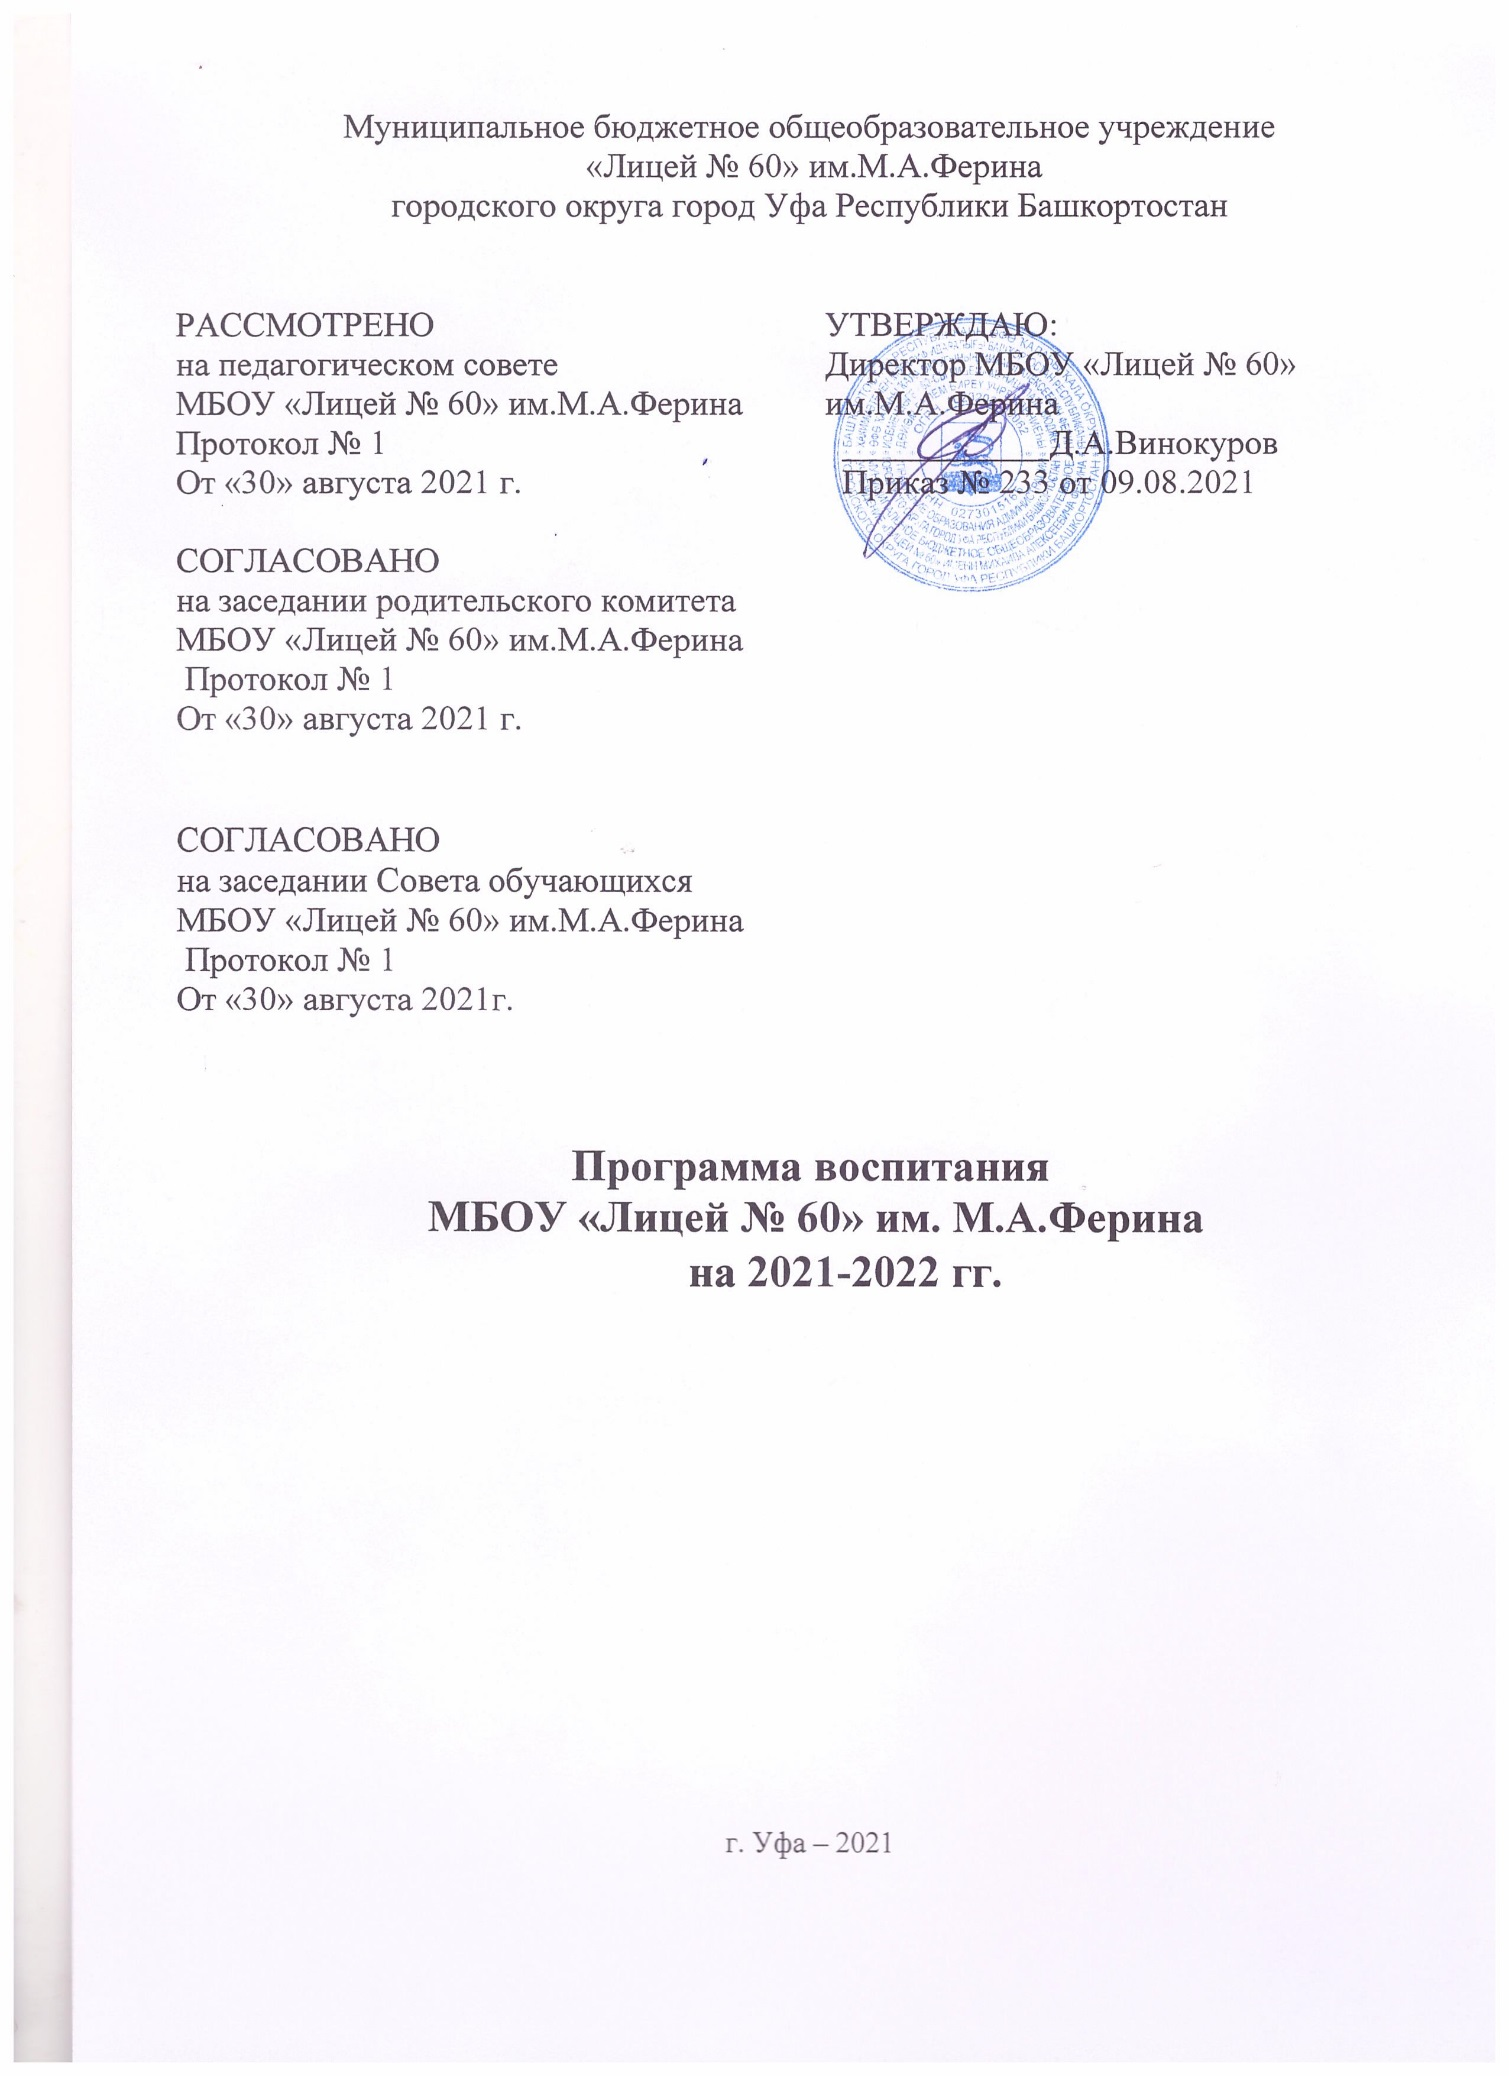 Муниципальное бюджетное общеобразовательное учреждение
«Лицей № 60» им.М.А.Ферина
городского округа город Уфа Республики Башкортостан
РАССМОТРЕНО
на педагогическом совете
МБОУ «Лицей № 60» им.М.А.Ферина
Протокол № 1
От «30» августа 2021 г.
УТВЕРЖДАЮ:
Директор МБОУ «Лицей № 60»
им.М.А.Ферина
____________Д.А.Винокуров
Приказ № 233 от 09.08.2021
СОГЛАСОВАНО
на заседании родительского комитета
МБОУ «Лицей № 60» им.М.А.Ферина
Протокол № 1
От «30» августа 2021 г.
СОГЛАСОВАНО
на заседании Совета обучающихся
МБОУ «Лицей № 60» им.М.А.Ферина
Протокол № 1
От «30» августа 2021г.
Программа воспитания
МБОУ «Лицей № 60» им. М.А.Ферина
на 2021-2022 гг.
г. Уфа – 2021